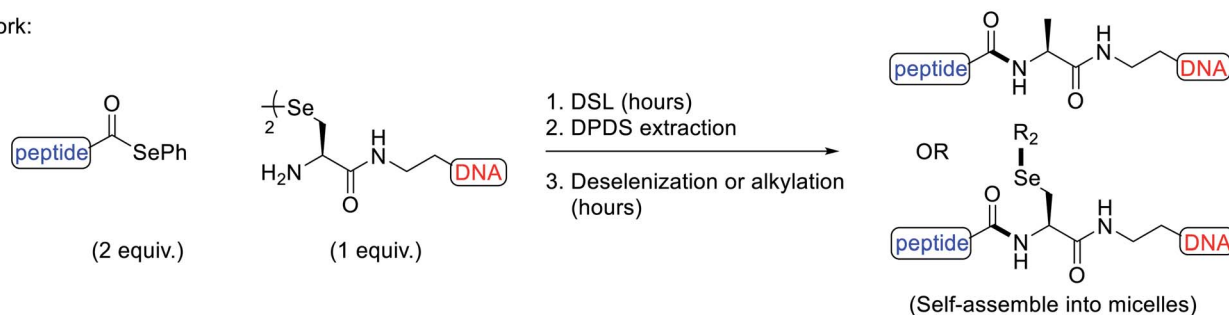 ork:
peptide
O
SePh
(2 equiv.)
2
Se
H2N
O
H
N
DNA
(1 equiv.)
1. DSL (hours)
2. DPDS extraction
3. Deselenization or alkylation
(hours)
peptide
O
N
H
O
H
N
DNA
OR
R2
Se
peptide
O
N
H
O
H
N
DNA
(Self-assemble into micelles)